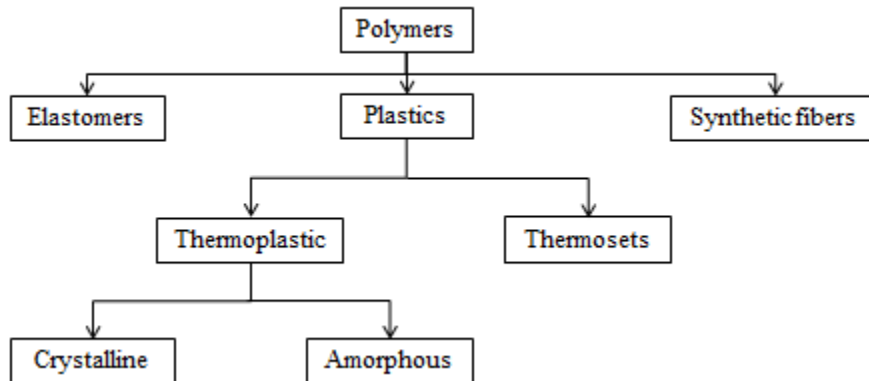 Polymers
Elastomers
Plastics
Synthetic fibers
Thermoplastic
Thermosets
Crystalline
Amorphous